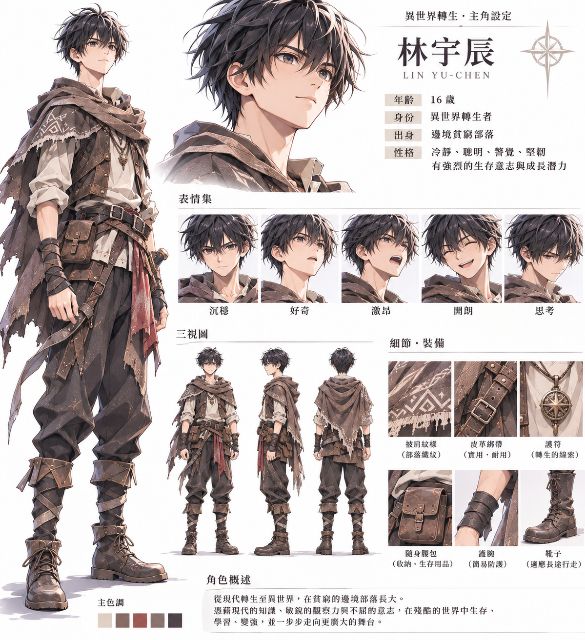 異世界轉生・主角設定
林宇辰
LIN YU-CHEN
年齡 16 歲
身份 異世界轉生者
出身 邊境貧窮部落
性格 冷靜、聰明、警覺、堅韌
有強烈的生存意志與成長潛力
表情集
沉穩 好奇 激昂 開朗 思考
三視圖
細節・裝備
披肩紋樣 皮革綁帶 護符
(部落織紋) (實用・耐用) (轉生的線索)
隨身腰包 護腕 靴子
(收納、生存用品) (簡易防護) (適應長途行走)
角色概述
從現代轉生至異世界，在貧窮的邊境部落長大。
憑藉現代的知識、敏銳的觀察力與不屈的意志，在殘酷的世界中生存、
學習、變強，並一步步走向更廣大的舞台。
主色調